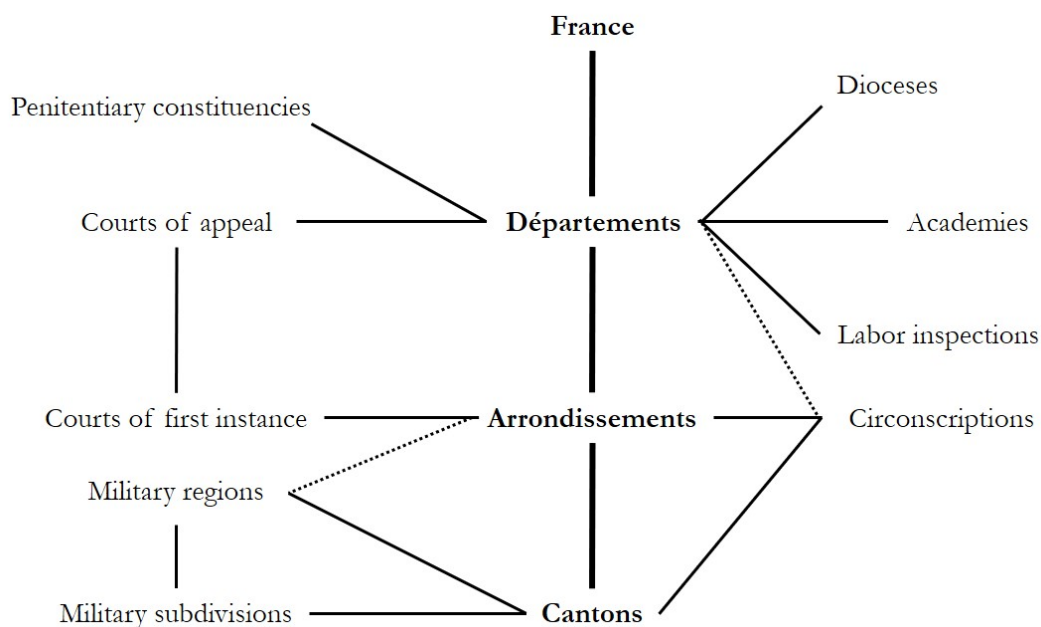 France
Dioceses
Penitentiary constituencies
Courts of appeal
Départements
Academies
Labor inspections
Courts of first instance
Arrondissements
Circonscriptions
Military regions
Military subdivisions
Cantons